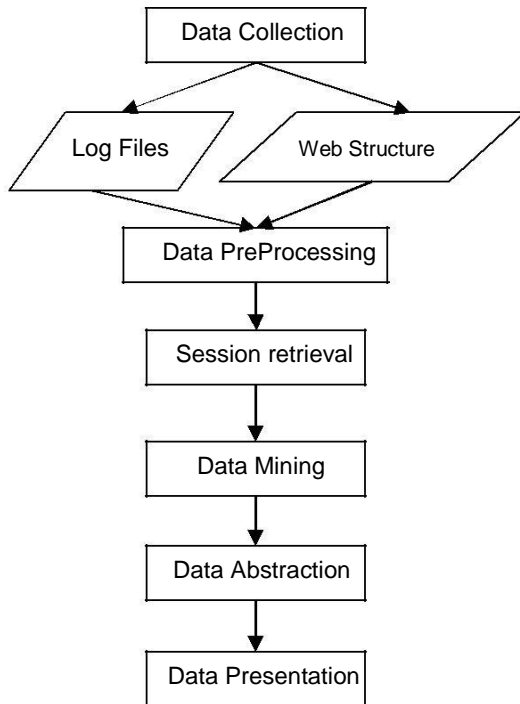 Data Collection
Log Files
Web Structure
Data PreProcessing
Session retrieval
Data Mining
Data Abstraction
Data Presentation